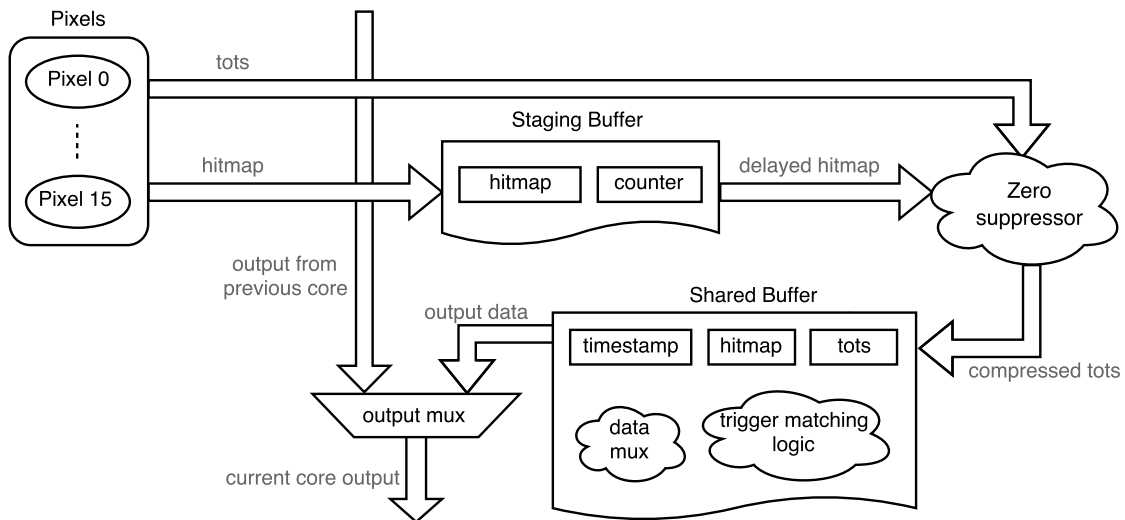 Pixels
Pixel 0
Pixel 15
tots
hitmap
Staging Buffer
hitmap
counter
delayed hitmap
Zero
suppressor
output from
previous core
output data
Shared Buffer
timestamp
hitmap
tots
compressed tots
data
mux
trigger matching
logic
output mux
current core output